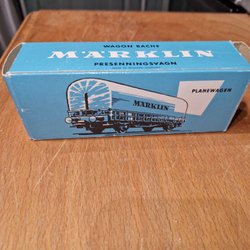 WAGON BACHE
MÄRKLIN
PRESENNINGSVAGN
MÄRKLIN
PLANEWAGEN